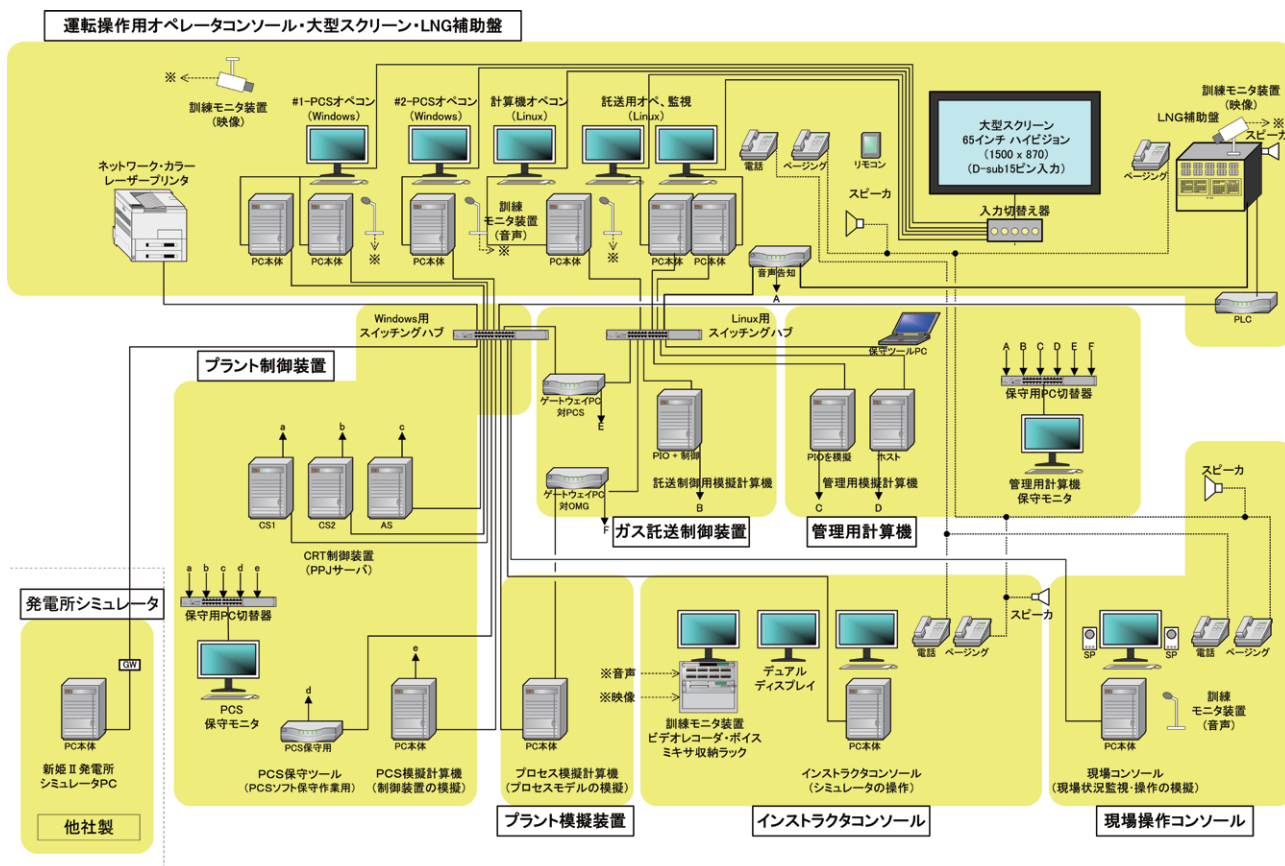 運転操作用オペレータコンソール・大型スクリーン・LNG補助盤
※
訓練モニタ装置
(映像)
#1-PCSオペコン
(Windows)
#2-PCSオペコン
(Windows)
計算機オペコン
(Linux)
託送用オペ、監視
(Linux)
電話
ページング
リモコン
大型スクリーン
65インチ ハイビジョン
(1500 x 870)
(D-sub15ピン入力)
訓練モニタ装置
(映像)
LNG補助盤
※
スピーカ
ページング
ネットワーク・カラー
レーザープリンタ
スピーカ
入力切替え器
訓練
モニタ装置
(音声)
PC本体
PC本体
※
PC本体
※
PC本体
※
PC本体
PC本体
音声告知
A
PLC
Windows用
スイッチングハブ
Linux用
スイッチングハブ
保守ツールPC
プラント制御装置
ゲートウェイPC
対PCS
E
A
B
C
D
E
F
保守用PC切替器
a
b
c
CS1
CS2
AS
CRT制御装置
(PPJサーバ)
PIO + 制御
託送制御用模擬計算機
B
ゲートウェイPC
対OMG
F
ガス託送制御装置
PIOを模擬
ホスト
管理用模擬計算機
C
D
管理用計算機
管理用計算機
保守モニタ
スピーカ
発電所シミュレータ
GW
PC本体
新姫Ⅱ発電所
シミュレータPC
他社製
a
b
c
d
e
保守用PC切替器
PCS
保守モニタ
d
PCS保守用
PCS保守ツール
(PCSソフト保守作業用)
e
PC本体
PCS模擬計算機
(制御装置の模擬)
PC本体
プロセス模擬計算機
(プロセスモデルの模擬)
プラント模擬装置
※音声
※映像
訓練モニタ装置
ビデオレコーダ・ボイス
ミキサ収納ラック
デュアル
ディスプレイ
PC本体
電話
ページング
スピーカ
インストラクタコンソール
(シミュレータの操作)
インストラクタコンソール
SP
SP
電話
ページング
PC本体
訓練
モニタ装置
(音声)
現場コンソール
(現場状況監視・操作の模擬)
現場操作コンソール